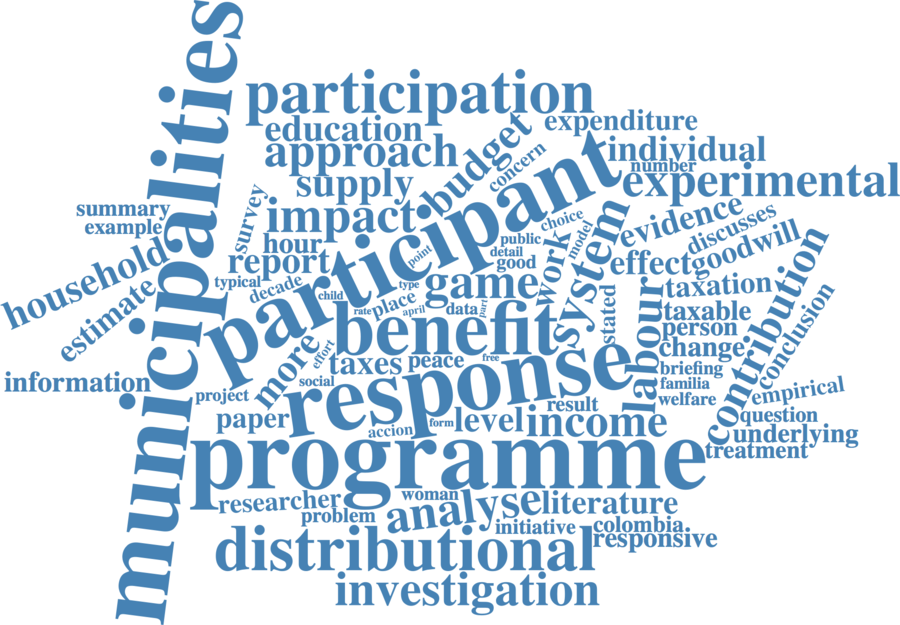 municipalities
participation
education
expenditure
approach
budget
concern
individual
number
supply
participant
experimental
survey
summary
example
impact
choice
evidence
discusses
hour
point
public
model
goodwill
household
report
detail
work
system
effect
good
typical
decade
child
type
game
taxation
contribution
estimate
rate
place
april
data
part
stated
labour
taxable
conclusion
benefit
person
more
effort
taxes
peace
free
change
information
social
response
briefing
familia
empirical
project
welfare
paper
accion
form
level
income
result
question
underlying
programme
treatment
researcher
woman
analyse
literature
problem
initiative
colombia
distributional
responsive
investigation